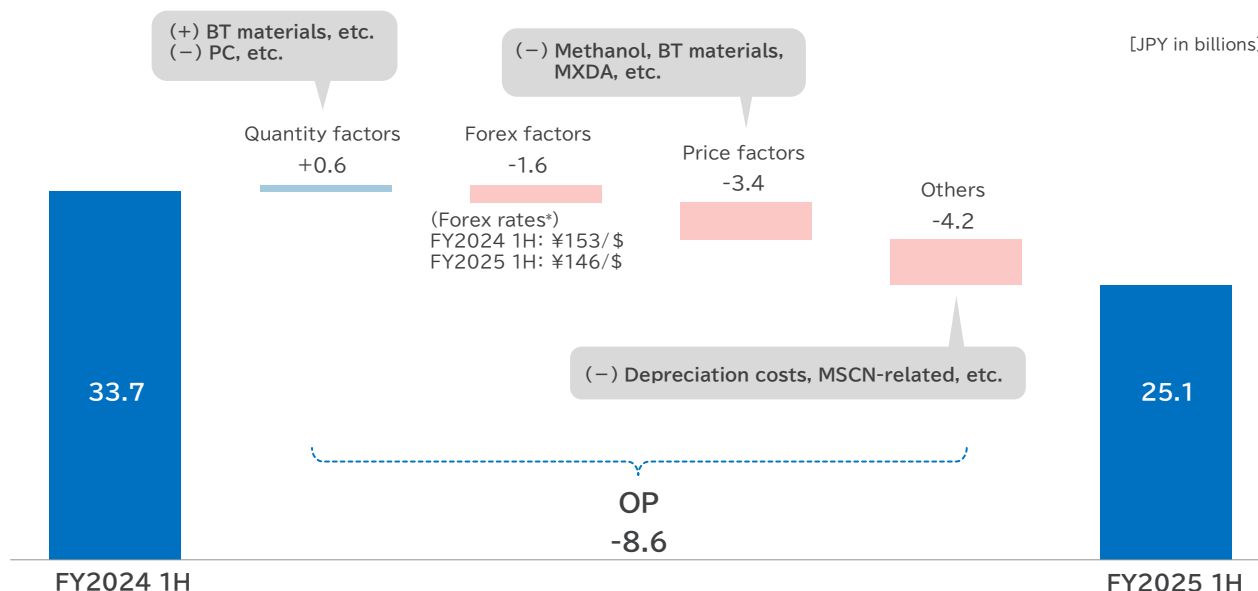 (+) BT materials, etc.
(−) PC, etc.
(−) Methanol, BT materials,
MXDA, etc.
[JPY in billions]
Quantity factors
+0.6
Forex factors
-1.6
(Forex rates*)
FY2024 1H: ¥153/$
FY2025 1H: ¥146/$
Price factors
-3.4
Others
-4.2
(−) Depreciation costs, MSCN-related, etc.
33.7
25.1
OP
-8.6
FY2024 1H
FY2025 1H